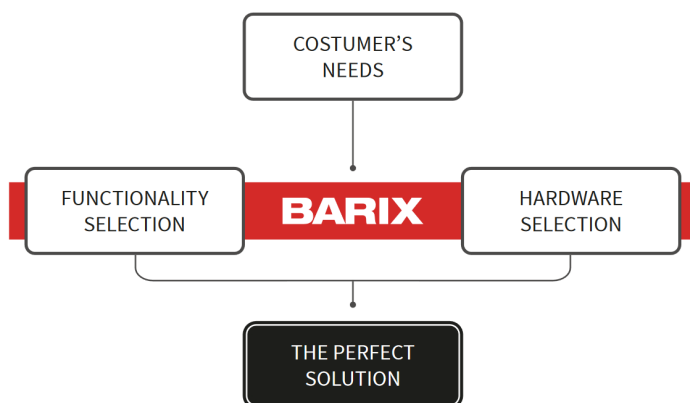 COSTUMER’S
NEEDS
FUNCTIONALITY
SELECTION
BARIX
HARDWARE
SELECTION
THE PERFECT
SOLUTION